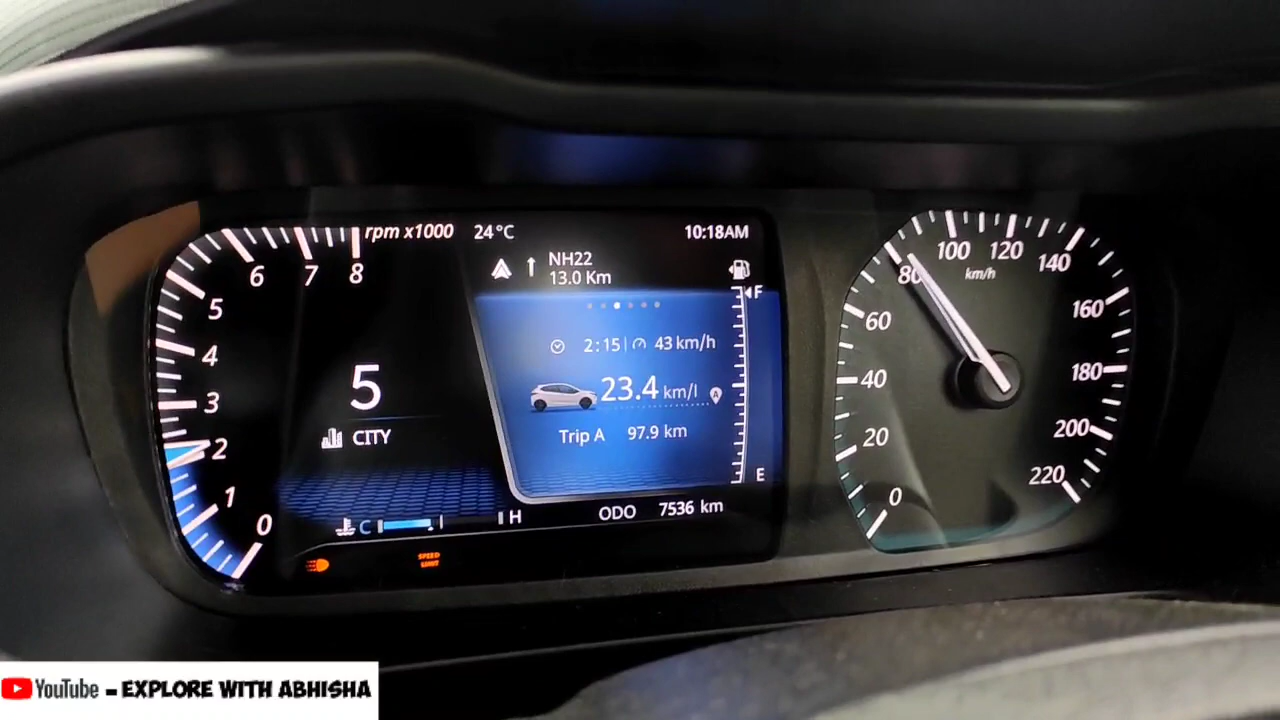 rpm x1000
24°C
10:18AM
NH22
13.0 Km
8
7
6
5
4
3
2
1
0
5
CITY
2:15
43 km/h
23.4 km/l
A
Trip A 97.9 km
F
E
C
H
ODO 7536 km
SPEED
LIMIT
0
20
40
60
80
100
120
140
160
180
200
220
km/h
YouTube - EXPLORE WITH ABHISHA